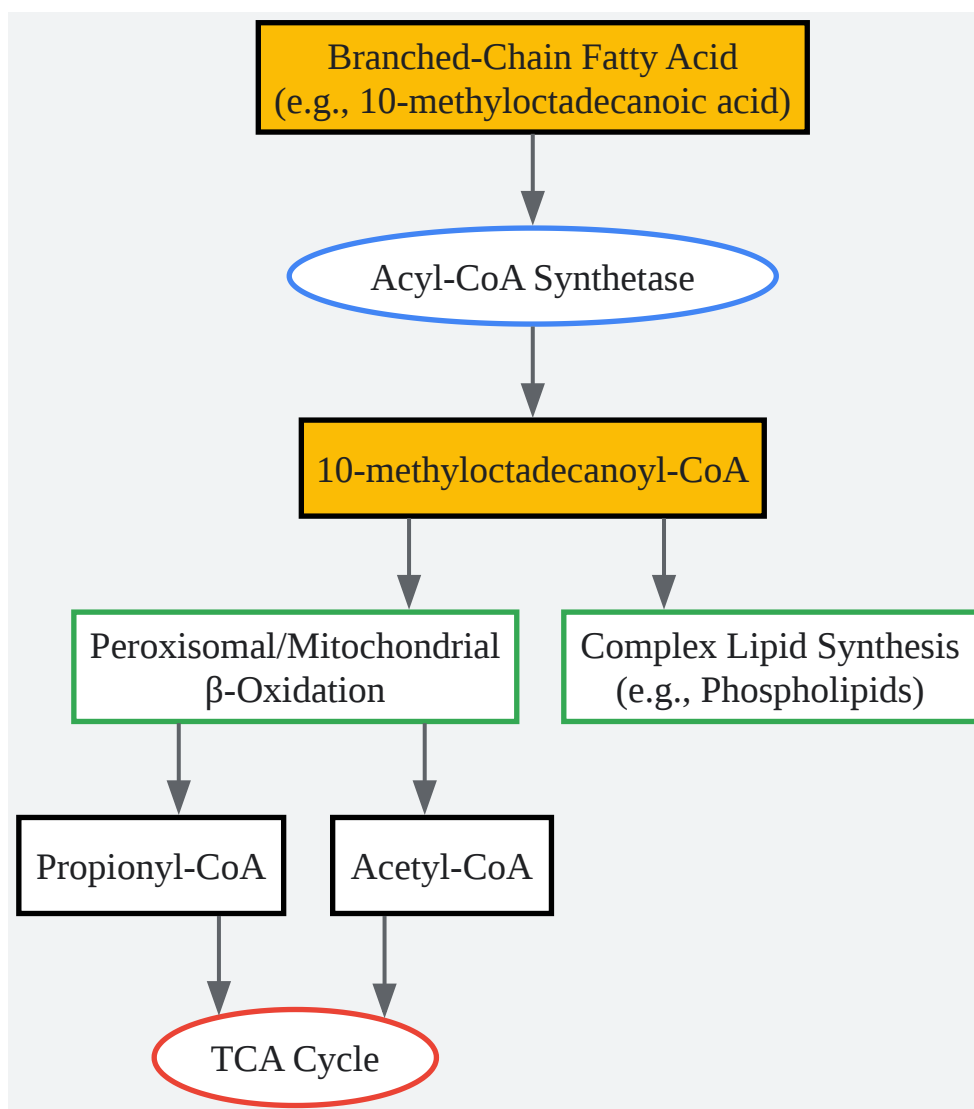 Branched-Chain Fatty Acid
(e.g., 10-methyloctadecanoic acid)
Acyl-CoA Synthetase
10-methyloctadecanoyl-CoA
Peroxisomal/Mitochondrial
β-Oxidation
Complex Lipid Synthesis
(e.g., Phospholipids)
Propionyl-CoA
Acetyl-CoA
TCA Cycle